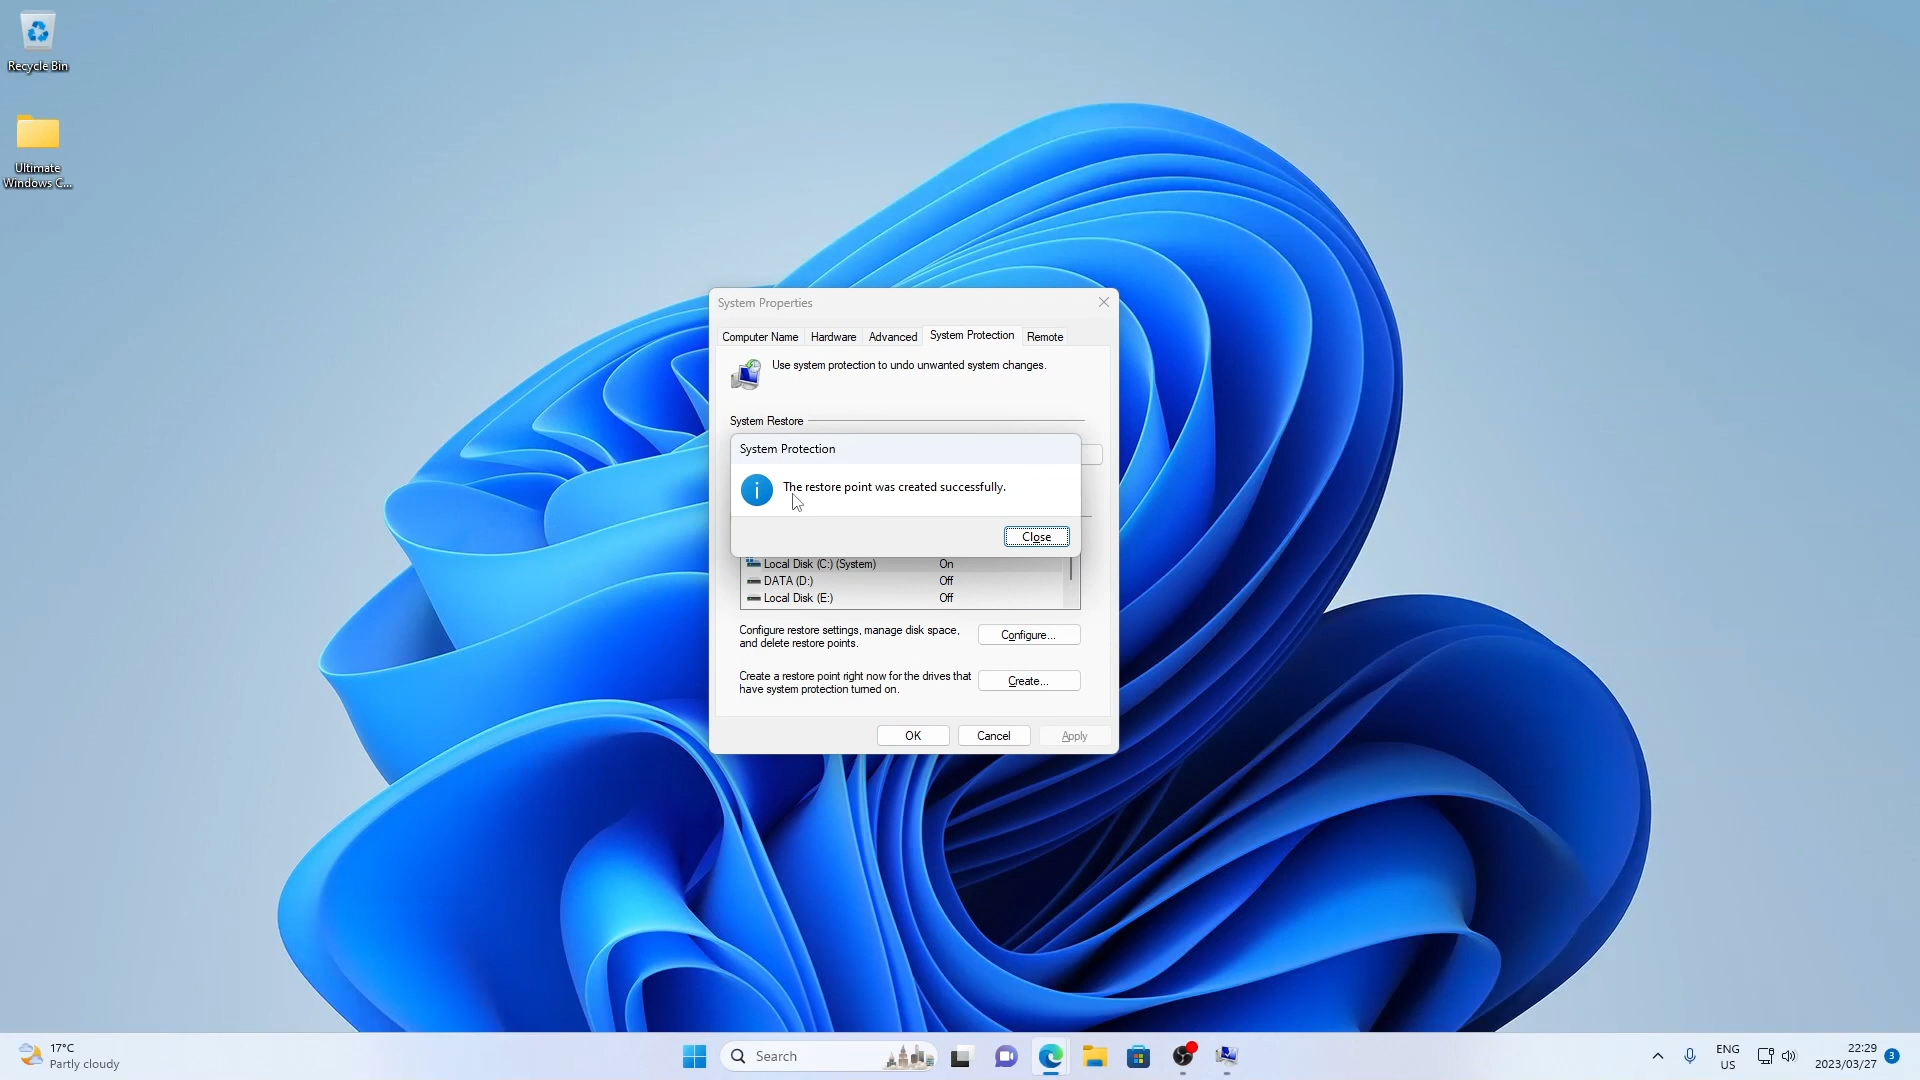 Recycle Bin
Ultimate
Windows C...
System Properties
Computer Name
Hardware
Advanced
System Protection
Remote
Use system protection to undo unwanted system changes.
System Restore
System Protection
The restore point was created successfully.
Close
Local Disk (C:) (System) On
DATA (D:) Off
Local Disk (E:) Off
Configure restore settings, manage disk space,
and delete restore points.
Configure...
Create a restore point right now for the drives that
have system protection turned on.
Create...
OK
Cancel
Apply
17°C
Partly cloudy
Search
ENG
US
22:29
2023/03/27
3